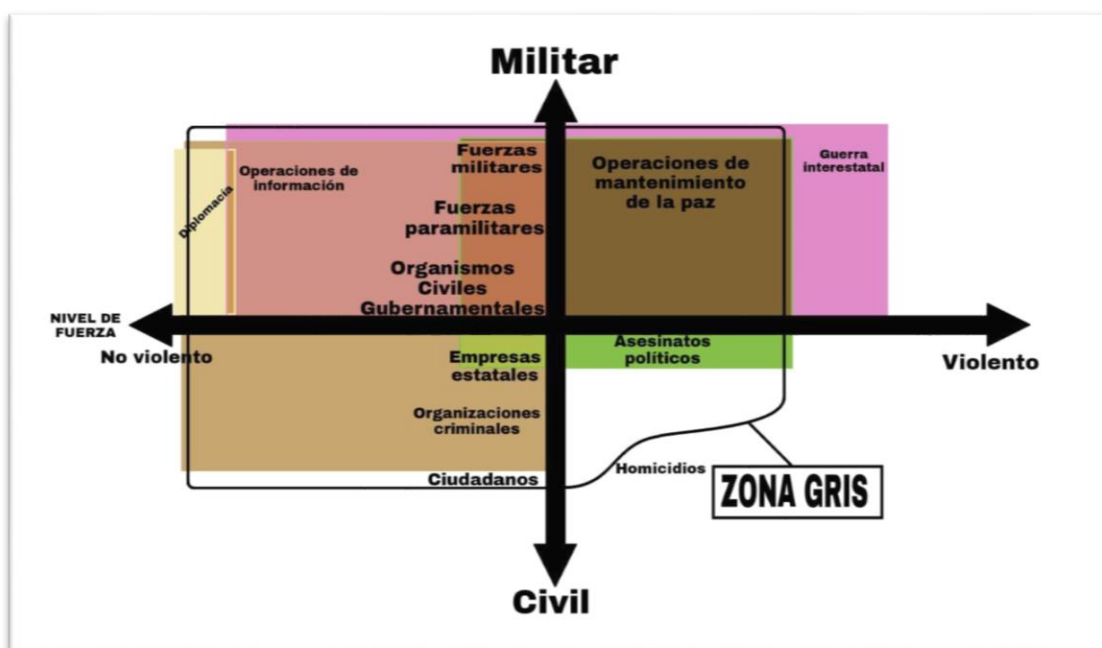 Militar
Fuerzas
militares
Operaciones de
mantenimiento
de la paz
Guerra
interestatal
Operaciones de
información
Diplomacia
Fuerzas
paramilitares
Organismos
Civiles
Gubernamentales
NIVEL DE
FUERZA
No violento
Violento
Asesinatos
políticos
Empresas
estatales
Organizaciones
criminales
Ciudadanos
Homicidios
ZONA GRIS
Civil